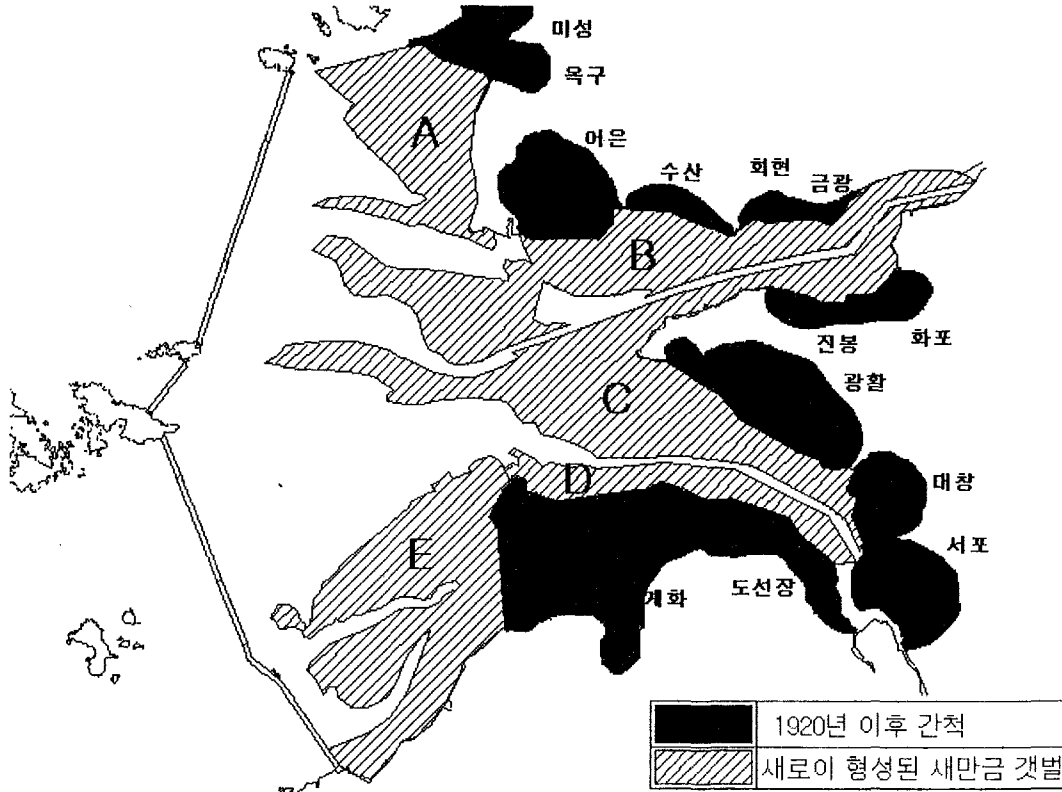 미성
옥구
A
어은
수산
회현
금광
B
진봉
화포
광활
C
대창
D
서포
E
계화
도선장
1920년 이후 간척
새로이 형성된 새만금 갯벌